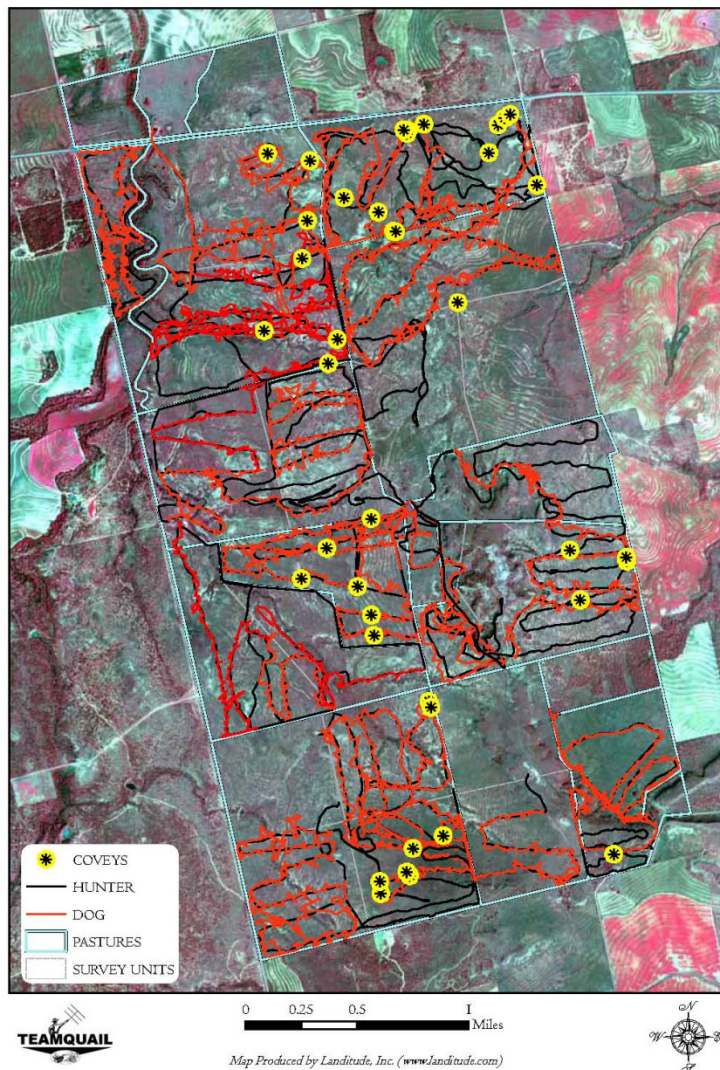 COVEYS
HUNTER
DOG
PASTURES
SURVEY UNITS
TEAMQUAIL
0 0.25 0.5 1
Miles
Map Produced by Landitude, Inc. (www.landitude.com)
N
W E
S